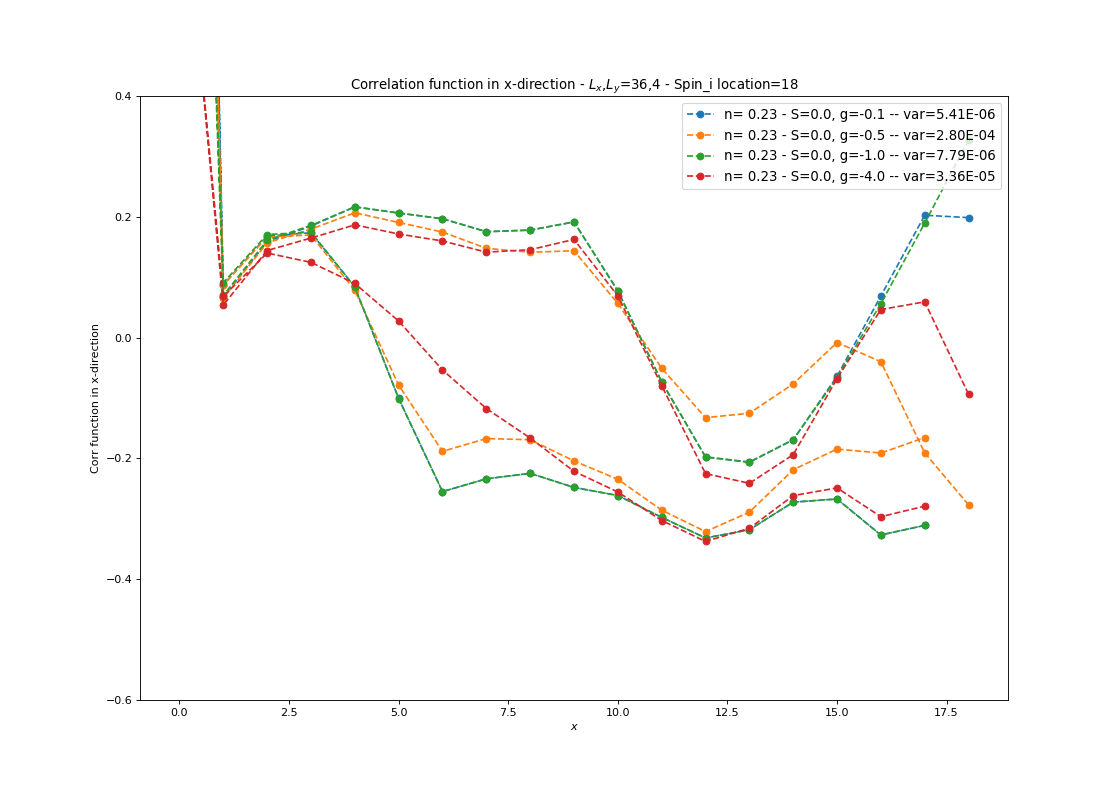 Correlation function in x-direction - Lx,Ly=36,4 - Spin_i location=18
n= 0.23 - S=0.0, g=-0.1 -- var=5.41E-06
n= 0.23 - S=0.0, g=-0.5 -- var=2.80E-04
n= 0.23 - S=0.0, g=-1.0 -- var=7.79E-06
n= 0.23 - S=0.0, g=-4.0 -- var=3.36E-05
Corr function in x-direction
0.4
0.2
0.0
−0.2
−0.4
−0.6
0.0 2.5 5.0 7.5 10.0 12.5 15.0 17.5
x